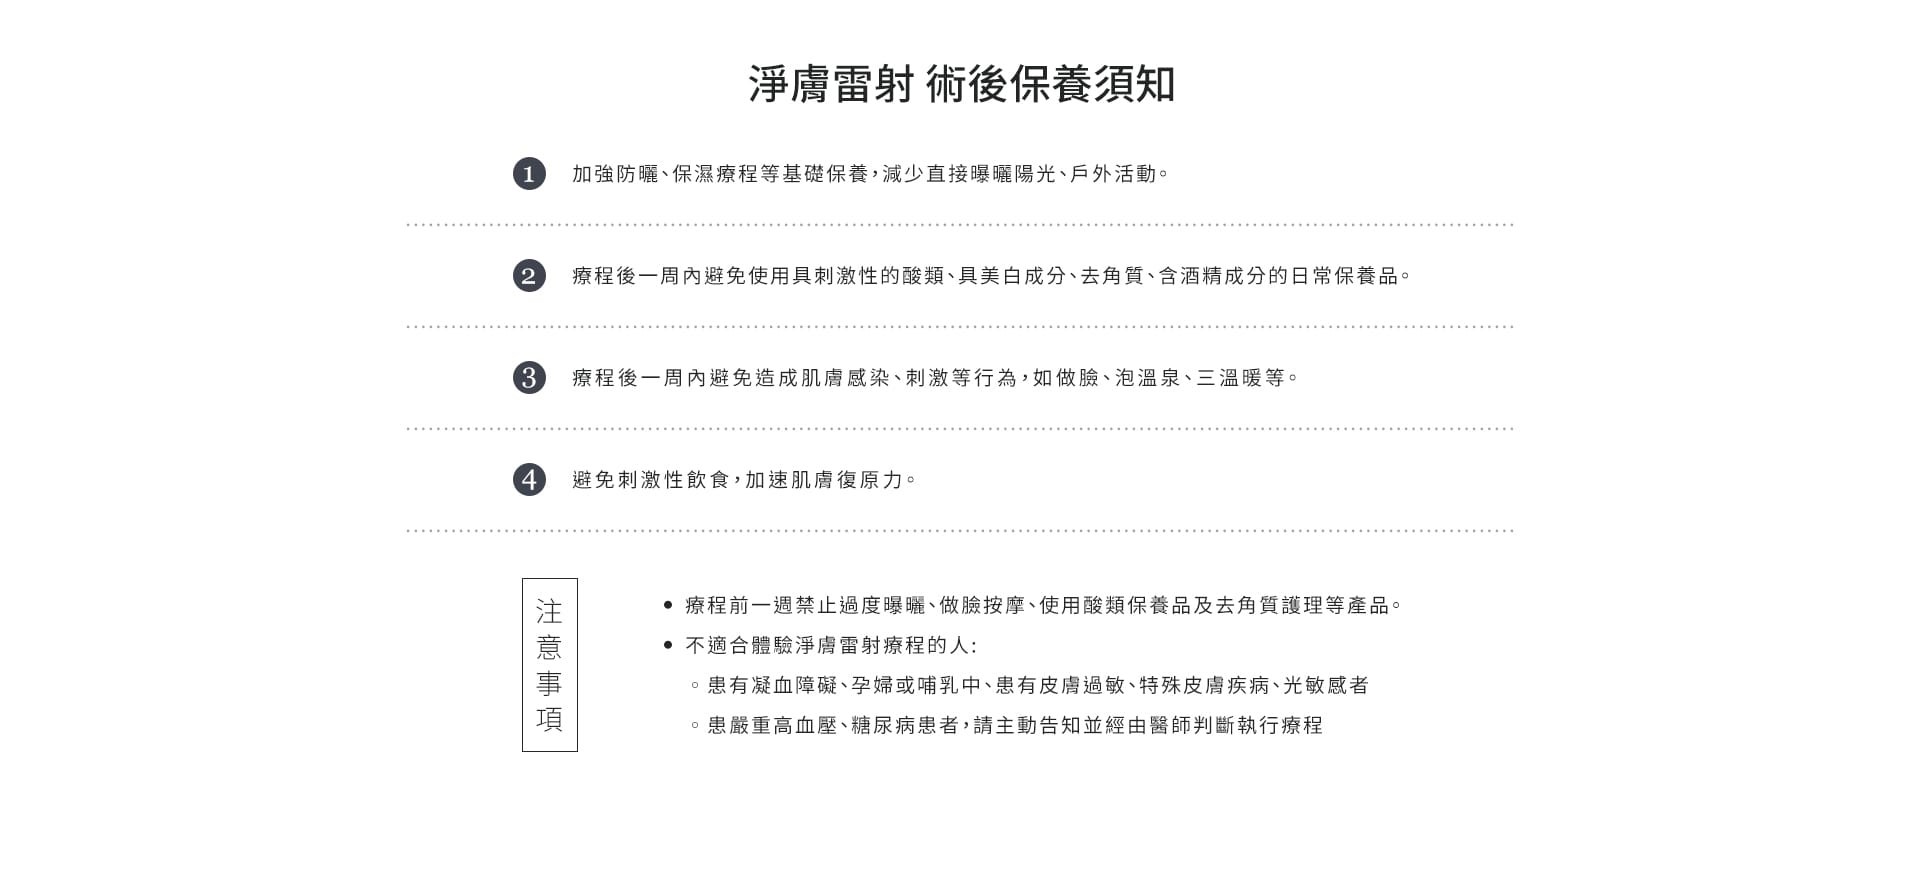 淨膚雷射 術後保養須知
1 加強防曬、保濕療程等基礎保養，減少直接曝曬陽光、戶外活動。
2 療程後一周內避免使用具刺激性的酸類、具美白成分、去角質、含酒精成分的日常保養品。
3 療程後一周內避免造成肌膚感染、刺激等行為，如做臉、泡溫泉、三溫暖等。
4 避免刺激性飲食，加速肌膚復原力。
注意事項
• 療程前一週禁止過度曝曬、做臉按摩、使用酸類保養品及去角質護理等產品。
• 不適合體驗淨膚雷射療程的人:
◦ 患有凝血障礙、孕婦或哺乳中、患有皮膚過敏、特殊皮膚疾病、光敏感者
◦ 患嚴重高血壓、糖尿病患者，請主動告知並經由醫師判斷執行療程